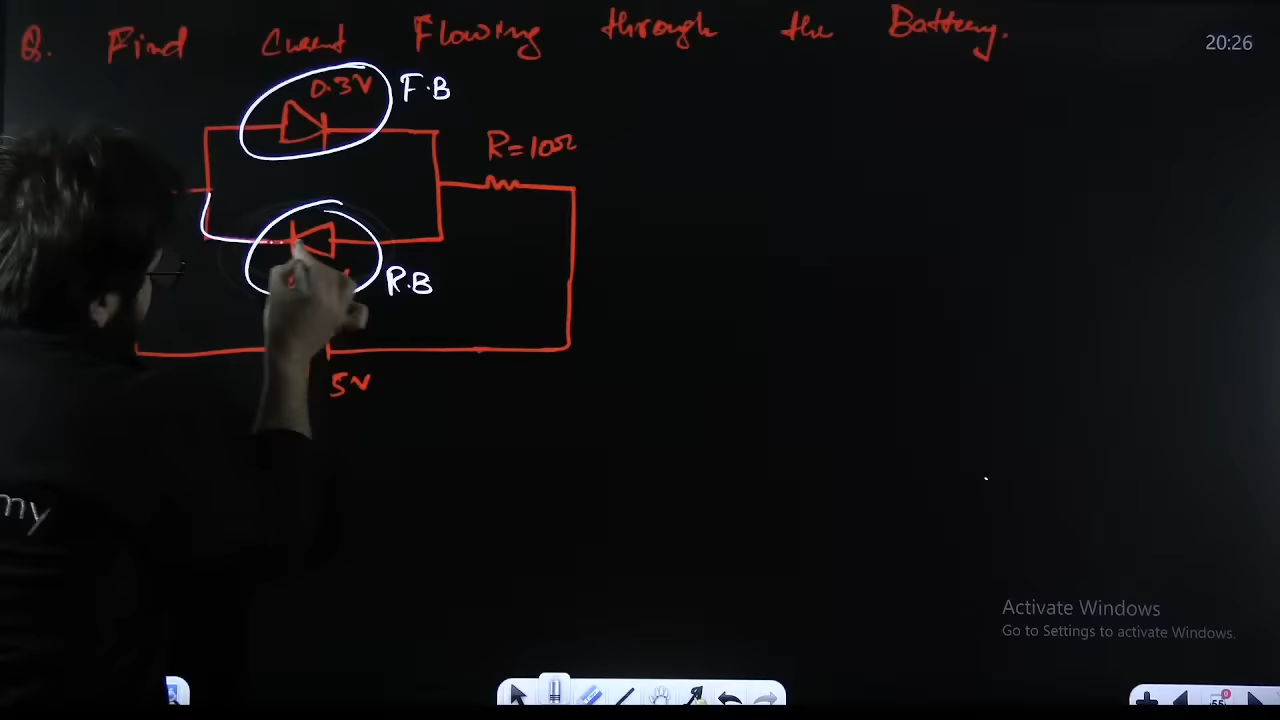 Q. Find Current Flowing through the Battery.
20:26
0.3V F.B
R=10Ω
R.B
5V
my
Activate Windows
Go to Settings to activate Windows.